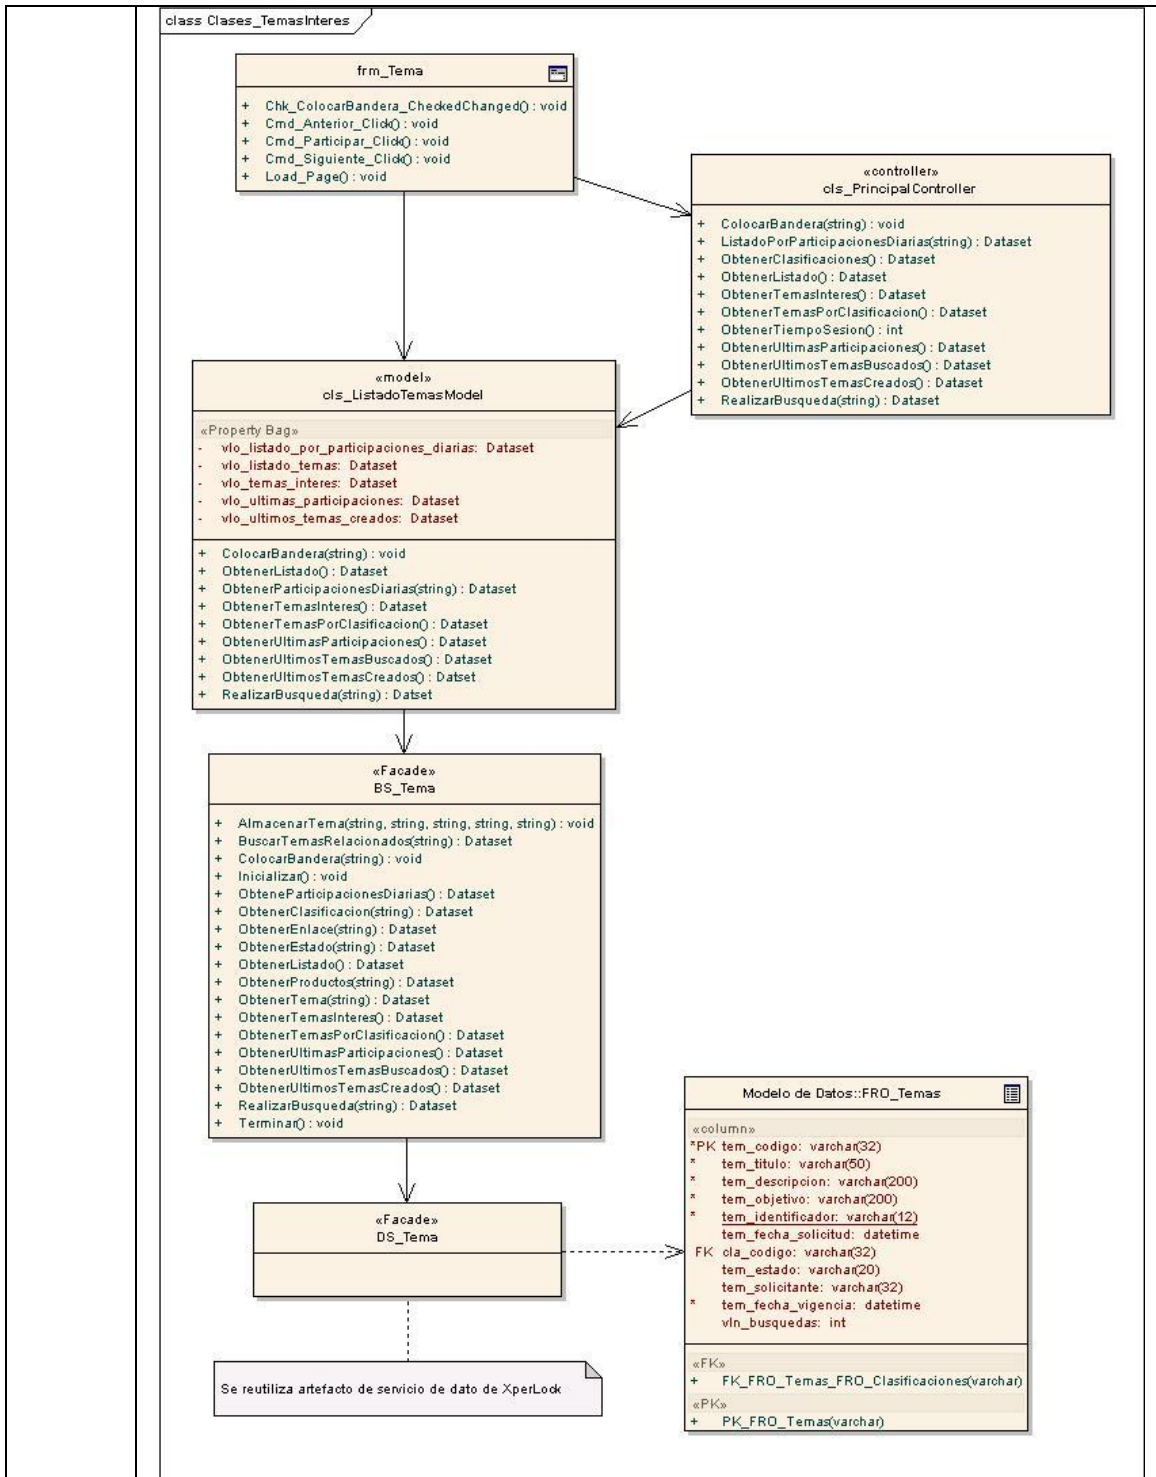 class Clases_TemasInteres
frm_Tema
+ Chk_ColocarBandera_CheckedChanged() : void
+ Cmd_Anterior_Click() : void
+ Cmd_Participar_Click() : void
+ Cmd_Siguiente_Click() : void
+ Load_Page() : void
«controller»
cls_PrincipalController
+ ColocarBandera(string) : void
+ ListadoPorParticipacionesDiarias(string) : Dataset
+ ObtenerClasificaciones() : Dataset
+ ObtenerListado() : Dataset
+ ObtenerTemasInteres() : Dataset
+ ObtenerTemasPorClasificacion() : Dataset
+ ObtenerTiempoSesion() : int
+ ObtenerUltimasParticipaciones() : Dataset
+ ObtenerUltimosTemasBuscados() : Dataset
+ ObtenerUltimosTemasCreados() : Dataset
+ RealizarBusqueda(string) : Dataset
«model»
cls_ListadoTemasModel
«Property Bag»
- vlo_listado_por_participaciones_diarias: Dataset
- vlo_listado_temas: Dataset
- vlo_temas_interes: Dataset
- vlo_ultimas_participaciones: Dataset
- vlo_ultimos_temas_creados: Dataset
+ ColocarBandera(string) : void
+ ObtenerListado() : Dataset
+ ObtenerParticipacionesDiarias(string) : Dataset
+ ObtenerTemasInteres() : Dataset
+ ObtenerTemasPorClasificacion() : Dataset
+ ObtenerUltimasParticipaciones() : Dataset
+ ObtenerUltimosTemasBuscados() : Dataset
+ ObtenerUltimosTemasCreados() : Datset
+ RealizarBusqueda(string) : Datset
«Facade»
BS_Tema
+ AlmacenarTema(string, string, string, string, string) : void
+ BuscarTemasRelacionados(string) : Dataset
+ ColocarBandera(string) : void
+ Inicializar() : void
+ ObteneParticipacionesDiarias() : Dataset
+ ObtenerClasificacion(string) : Dataset
+ ObtenerEnlace(string) : Dataset
+ ObtenerEstado(string) : Dataset
+ ObtenerListado() : Dataset
+ ObtenerProductos(string) : Dataset
+ ObtenerTema(string) : Dataset
+ ObtenerTemasInteres() : Dataset
+ ObtenerTemasPorClasificacion() : Dataset
+ ObtenerUltimasParticipaciones() : Dataset
+ ObtenerUltimosTemasBuscados() : Dataset
+ ObtenerUltimosTemasCreados() : Dataset
+ RealizarBusqueda(string) : Dataset
+ Terminar() : void
«Facade»
DS_Tema
Se reutiliza artefacto de servicio de dato de XperLock
Modelo de Datos::FRO_Temas
«column»
*PK tem_codigo: varchar(32)
* tem_titulo: varchar(50)
* tem_descripcion: varchar(200)
* tem_objetivo: varchar(200)
* tem_identificador: varchar(12)
tem_fecha_solicitud: datetime
FK cla_codigo: varchar(32)
tem_estado: varchar(20)
tem_solicitante: varchar(32)
* tem_fecha_vigencia: datetime
vln_busquedas: int
«FK»
+ FK_FRO_Temas_FRO_Clasificaciones(varchar)
«PK»
+ PK_FRO_Temas(varchar)